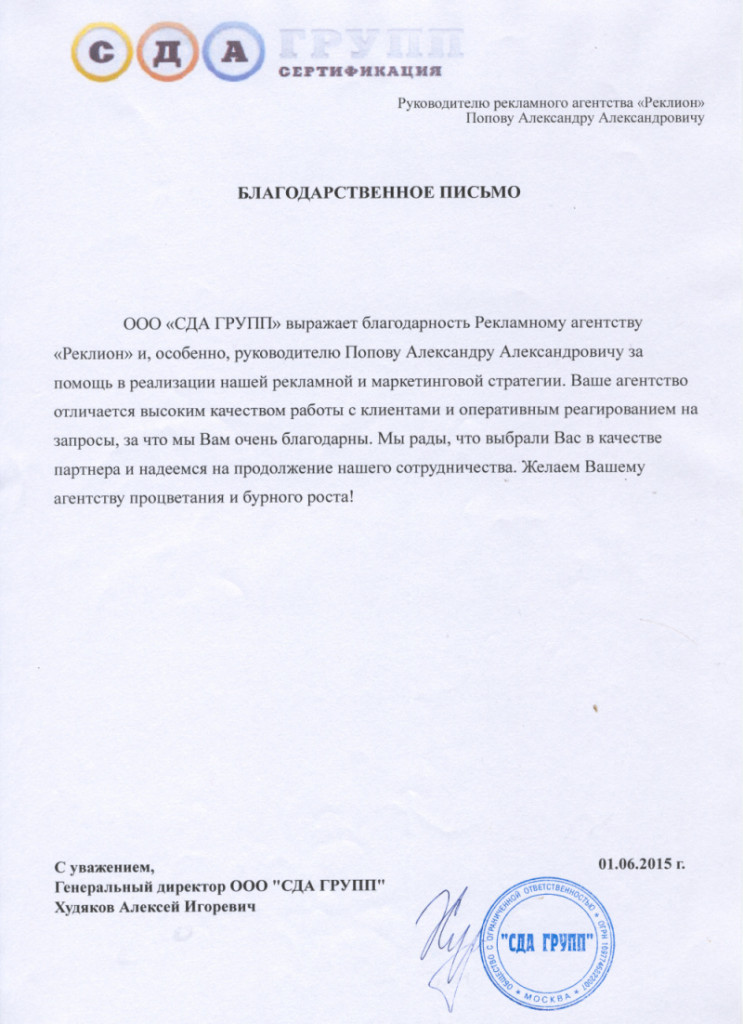 С Д А ГРУПП
СЕРТИФИКАЦИЯ
Руководителю рекламного агентства «Реклион»
Попову Александру Александровичу
БЛАГОДАРСТВЕННОЕ ПИСЬМО
ООО «СДА ГРУПП» выражает благодарность Рекламному агентству
«Реклион» и, особенно, руководителю Попову Александру Александровичу за
помощь в реализации нашей рекламной и маркетинговой стратегии. Ваше агентство
отличается высоким качеством работы с клиентами и оперативным реагированием на
запросы, за что мы Вам очень благодарны. Мы рады, что выбрали Вас в качестве
партнера и надеемся на продолжение нашего сотрудничества. Желаем Вашему
агентству процветания и бурного роста!
С уважением,
01.06.2015 г.
Генеральный директор ООО "СДА ГРУПП"
Худяков Алексей Игоревич
ОБЩЕСТВО С ОГРАНИЧЕННОЙ ОТВЕТСТВЕННОСТЬЮ * ОГРН
"СДА ГРУПП"
* МОСКВА *